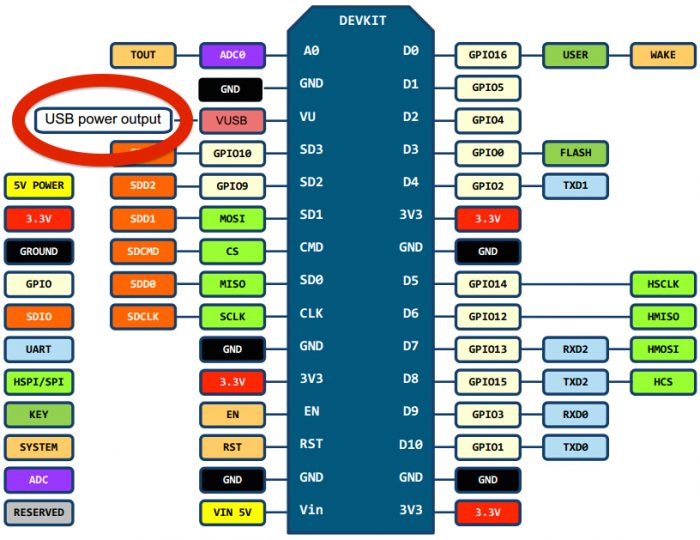 DEVKIT
TOUT ADC0 A0 D0 GPIO16 USER WAKE
GND GND D1 GPIO5
USB power output VUSB VU D2 GPIO4
GPIO10 SD3 D3 GPIO0 FLASH
5V POWER SDD2 GPIO9 SD2 D4 GPIO2 TXD1
3.3V SDD1 MOSI SD1 3V3 3.3V
GROUND SDCMD CS CMD GND GND
GPIO SDD0 MISO SD0 D5 GPIO14 HSCLK
SDIO SDCLK SCLK CLK D6 GPIO12 HMISO
UART GND GND D7 GPIO13 RXD2 HMOSI
HSPI/SPI 3.3V 3V3 D8 GPIO15 TXD2 HCS
KEY EN EN D9 GPIO3 RXD0
SYSTEM RST RST D10 GPIO1 TXD0
ADC GND GND GND GND
RESERVED VIN 5V Vin 3V3 3.3V